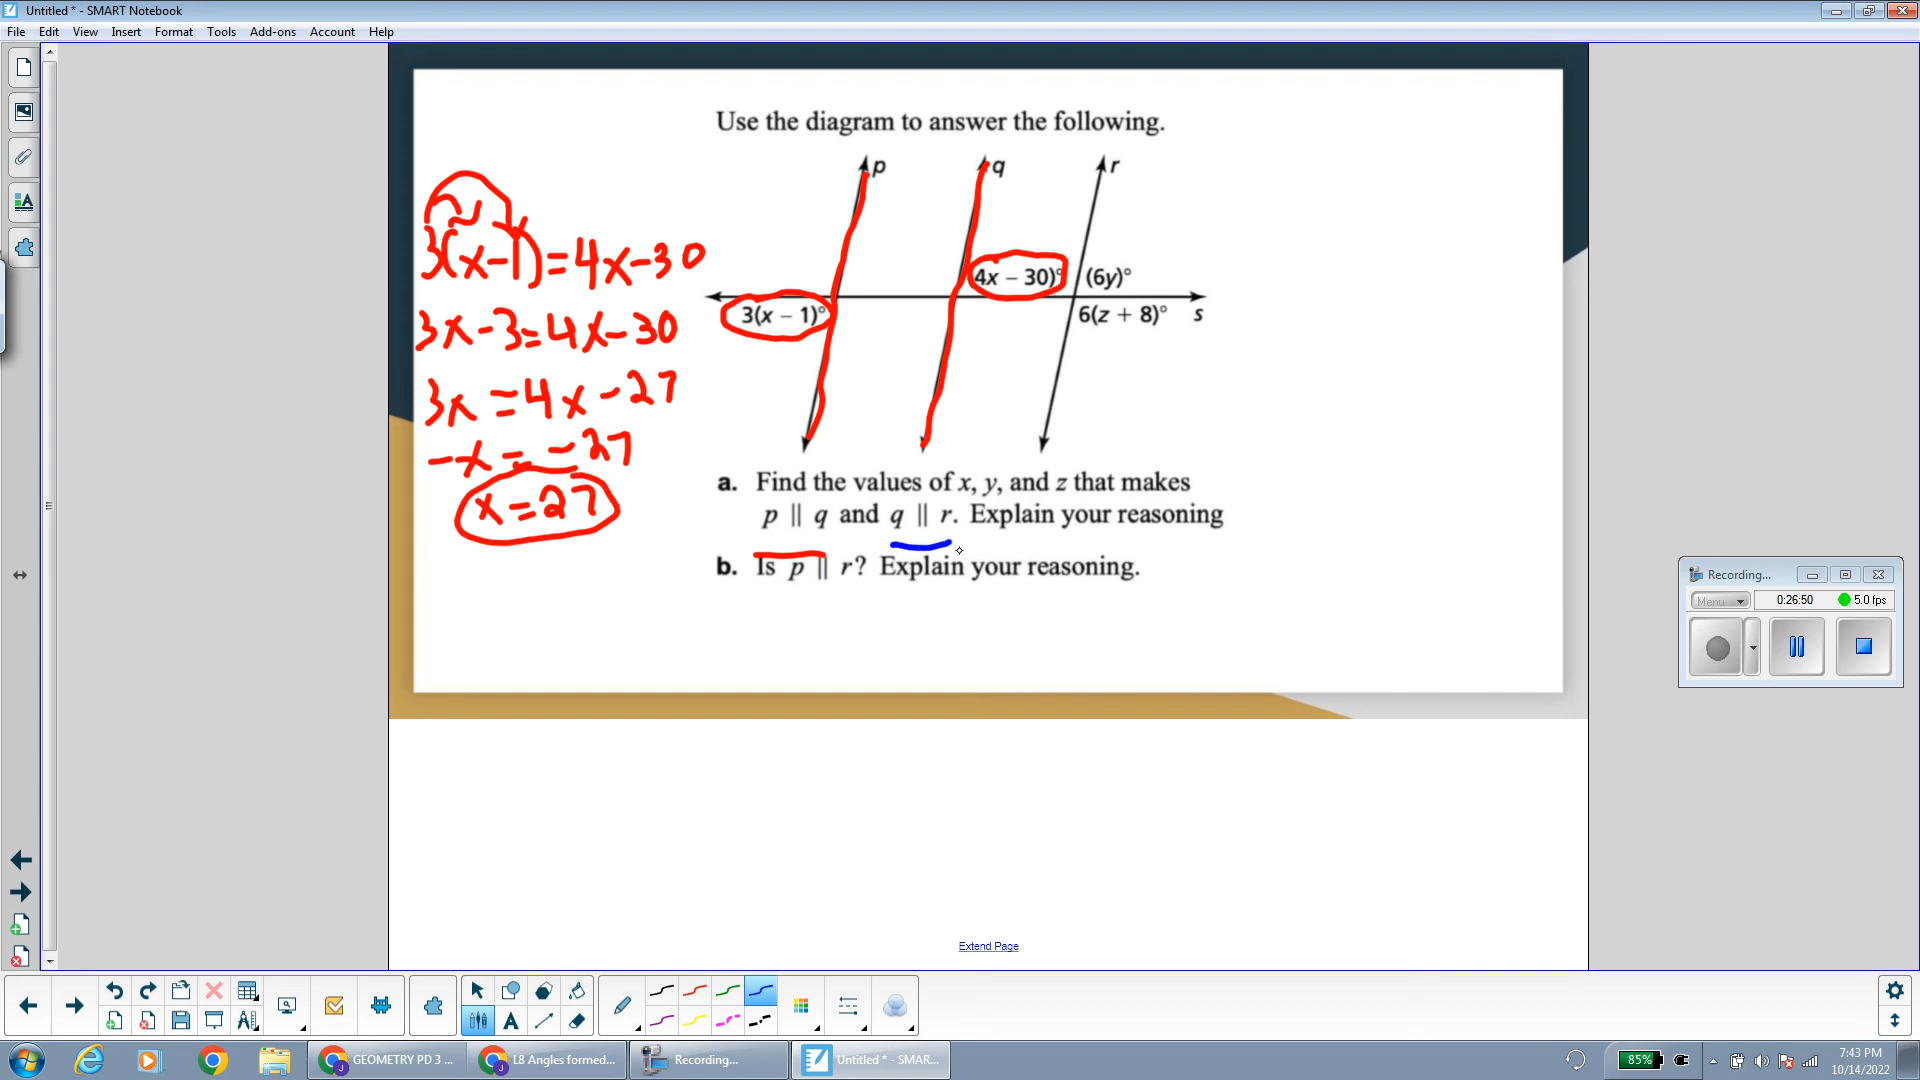 Untitled * - SMART Notebook
File Edit View Insert Format Tools Add-ons Account Help
Use the diagram to answer the following.
p
q
r
3(x-1)=4x-30
3x-3=4x-30
3x=4x-27
-x=-27
x=27
4x – 30)°
(6y)°
3(x – 1)°
6(z + 8)°
s
a. Find the values of x, y, and z that makes
p || q and q || r. Explain your reasoning
b. Is p || r? Explain your reasoning.
Recording...
Menu
0:26:50
5.0 fps
Extend Page
GEOMETRY PD 3 ...
L8 Angles formed...
Recording...
Untitled * - SMAR...
85%
7:43 PM
10/14/2022